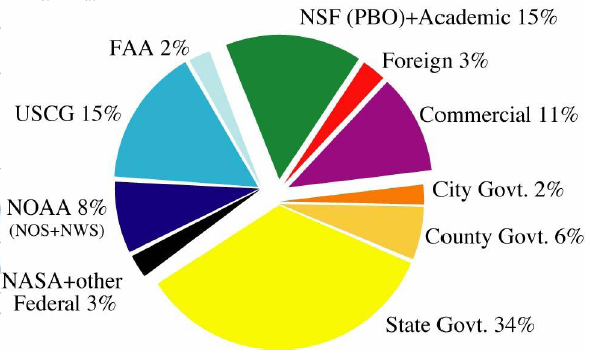 NSF (PBO)+Academic 15%
FAA 2%
Foreign 3%
USCG 15%
Commercial 11%
City Govt. 2%
NOAA 8%
(NOS+NWS)
County Govt. 6%
NASA+other
Federal 3%
State Govt. 34%